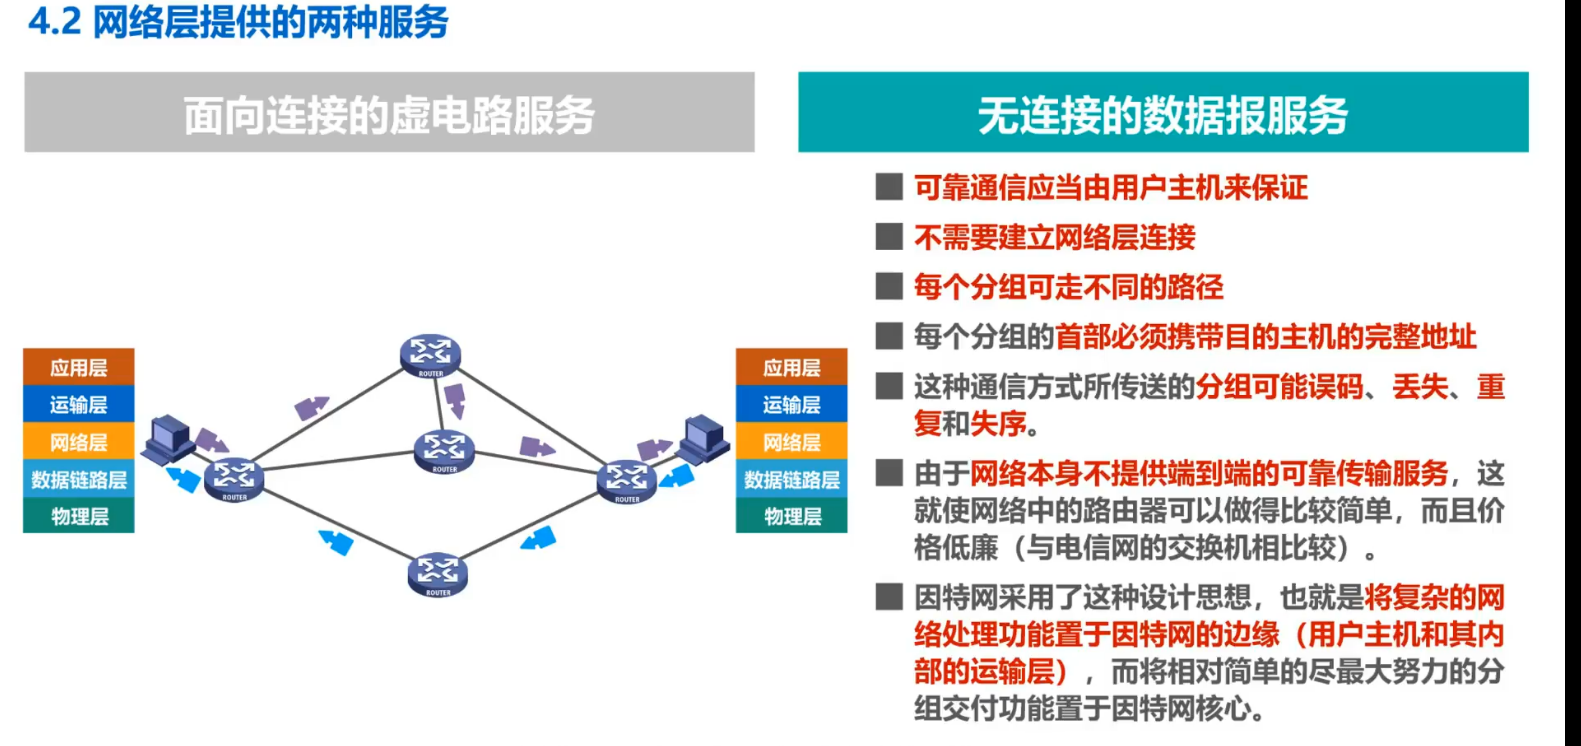 4.2 网络层提供的两种服务
面向连接的虚电路服务
无连接的数据报服务
可靠通信应当由用户主机来保证
不需要建立网络层连接
每个分组可走不同的路径
每个分组的首部必须携带目的主机的完整地址
这种通信方式所传送的分组可能误码、丢失、重
复和失序。
由于网络本身不提供端到端的可靠传输服务，这
就使网络中的路由器可以做得比较简单，而且价
格低廉（与电信网的交换机相比较）。
因特网采用了这种设计思想，也就是将复杂的网
络处理功能置于因特网的边缘（用户主机和其内
部的运输层），而将相对简单的尽最大努力的分
组交付功能置于因特网核心。
应用层
运输层
网络层
数据链路层
物理层
ROUTER
ROUTER
ROUTER
ROUTER
ROUTER
应用层
运输层
网络层
数据链路层
物理层